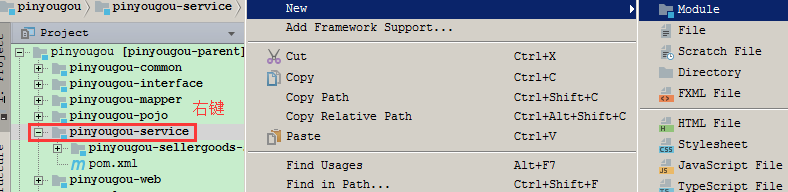 pinyougou
pinyougou-service
Project
pinyougou [pinyougou-parent]
pinyougou-common
pinyougou-interface
pinyougou-mapper
pinyougou-pojo
右键
pinyougou-service
pinyougou-sellergoods-
pom.xml
pinyougou-web
Project
New
Add Framework Support...
Cut Ctrl+X
Copy Ctrl+C
Copy Path Ctrl+Shift+C
Copy Relative Path Ctrl+Alt+Shift+C
Paste Ctrl+V
Find Usages Alt+F7
Find in Path... Ctrl+Shift+F
Module
File
Scratch File
Directory
FXML File
HTML File
Stylesheet
JavaScript File
TypeScript File